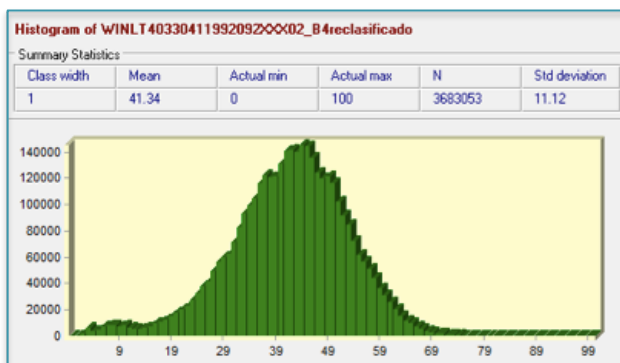 Histogram of WINLT40330411992092XXX02_B4reclasificado
Summary Statistics
Class width Mean Actual min Actual max N Std deviation
1 41.34 0 100 3683053 11.12
140000
120000
100000
80000
60000
40000
20000
0
9 19 29 39 49 59 69 79 89 99